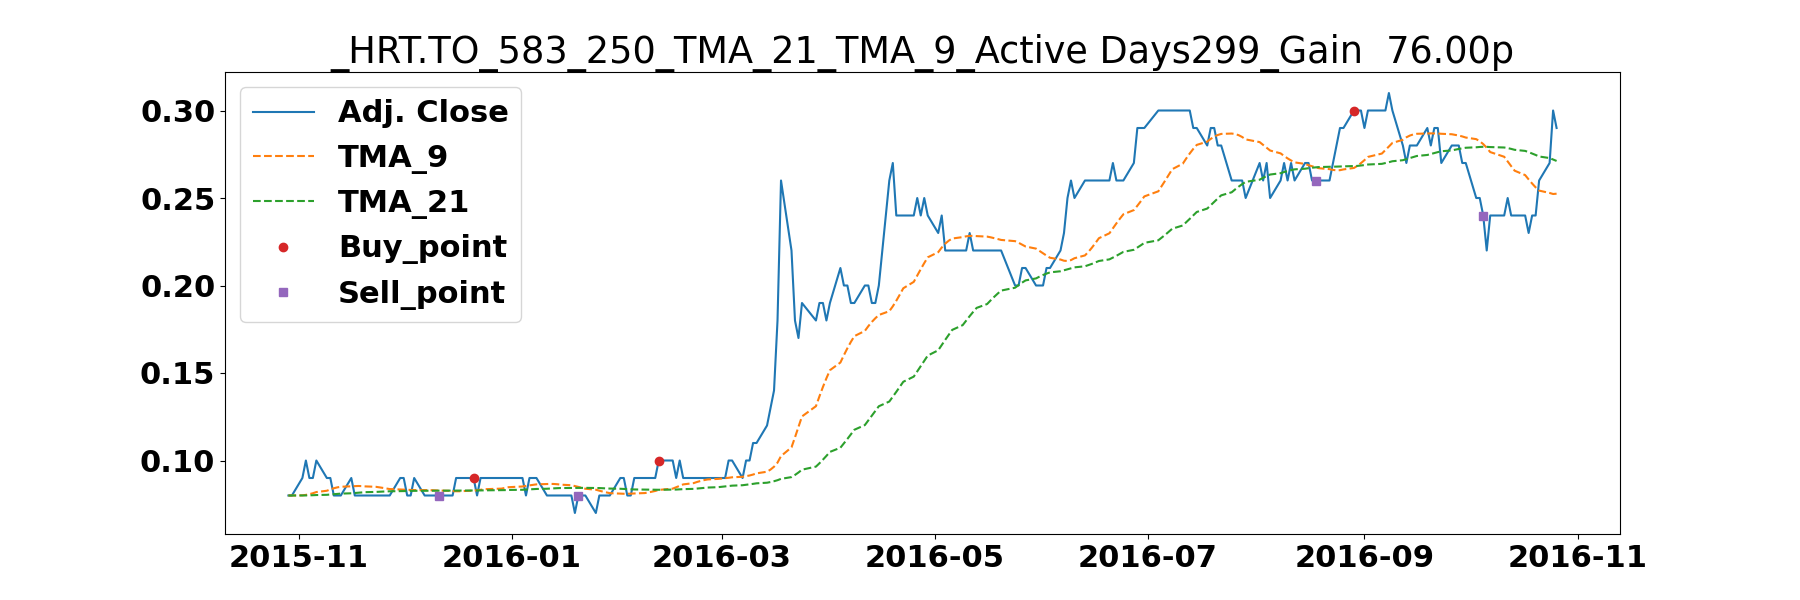 _HRT.TO_583_250_TMA_21_TMA_9_Active Days299_Gain  76.00p
Adj. Close
TMA_9
TMA_21
Buy_point
Sell_point
0.30
0.25
0.20
0.15
0.10
2015-11
2016-01
2016-03
2016-05
2016-07
2016-09
2016-11